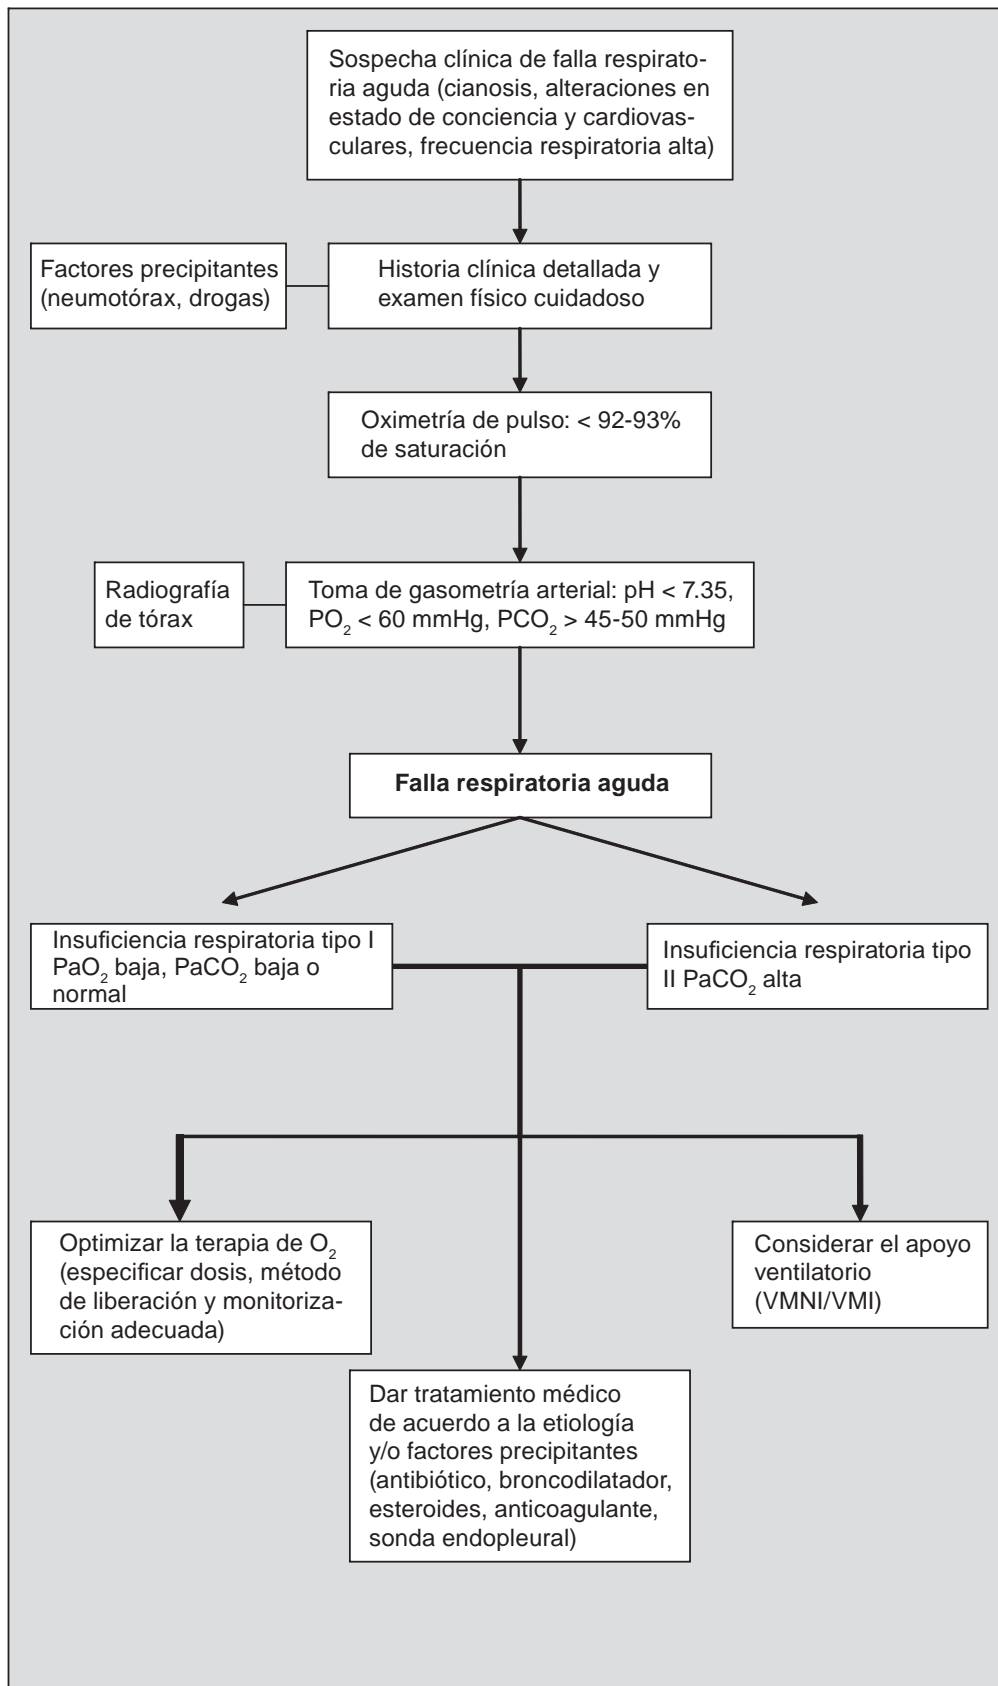 Sospecha clínica de falla respirato-
ria aguda (cianosis, alteraciones en
estado de conciencia y cardiovas-
culares, frecuencia respiratoria alta)
Factores precipitantes
(neumotórax, drogas)
Historia clínica detallada y
examen físico cuidadoso
Oximetría de pulso: < 92-93%
de saturación
Radiografía
de tórax
Toma de gasometría arterial: pH < 7.35,
PO₂ < 60 mmHg, PCO₂ > 45-50 mmHg
Falla respiratoria aguda
Insuficiencia respiratoria tipo I
PaO₂ baja, PaCO₂ baja o
normal
Insuficiencia respiratoria tipo
II PaCO₂ alta
Optimizar la terapia de O₂
(especificar dosis, método
de liberación y monitoriza-
ción adecuada)
Considerar el apoyo
ventilatorio
(VMNI/VMI)
Dar tratamiento médico
de acuerdo a la etiología
y/o factores precipitantes
(antibiótico, broncodilatador,
esteroides, anticoagulante,
sonda endopleural)